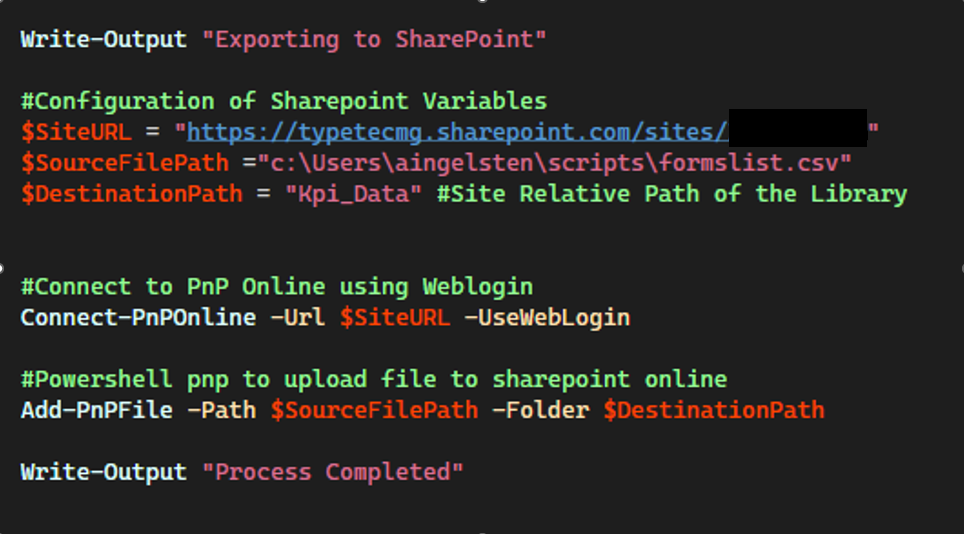 Write-Output "Exporting to SharePoint"
#Configuration of Sharepoint Variables
$SiteURL = "https://typetecmg.sharepoint.com/sites/"
$SourceFilePath ="c:\Users\aingelsten\scripts\formslist.csv"
$DestinationPath = "Kpi_Data" #Site Relative Path of the Library
#Connect to PnP Online using Weblogin
Connect-PnPOnline -Url $SiteURL -UseWebLogin
#Powershell pnp to upload file to sharepoint online
Add-PnPFile -Path $SourceFilePath -Folder $DestinationPath
Write-Output "Process Completed"